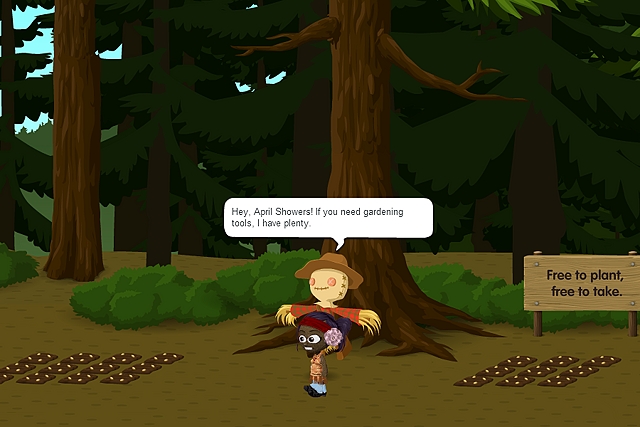 Hey, April Showers! If you need gardening
tools, I have plenty.
Free to plant,
free to take.